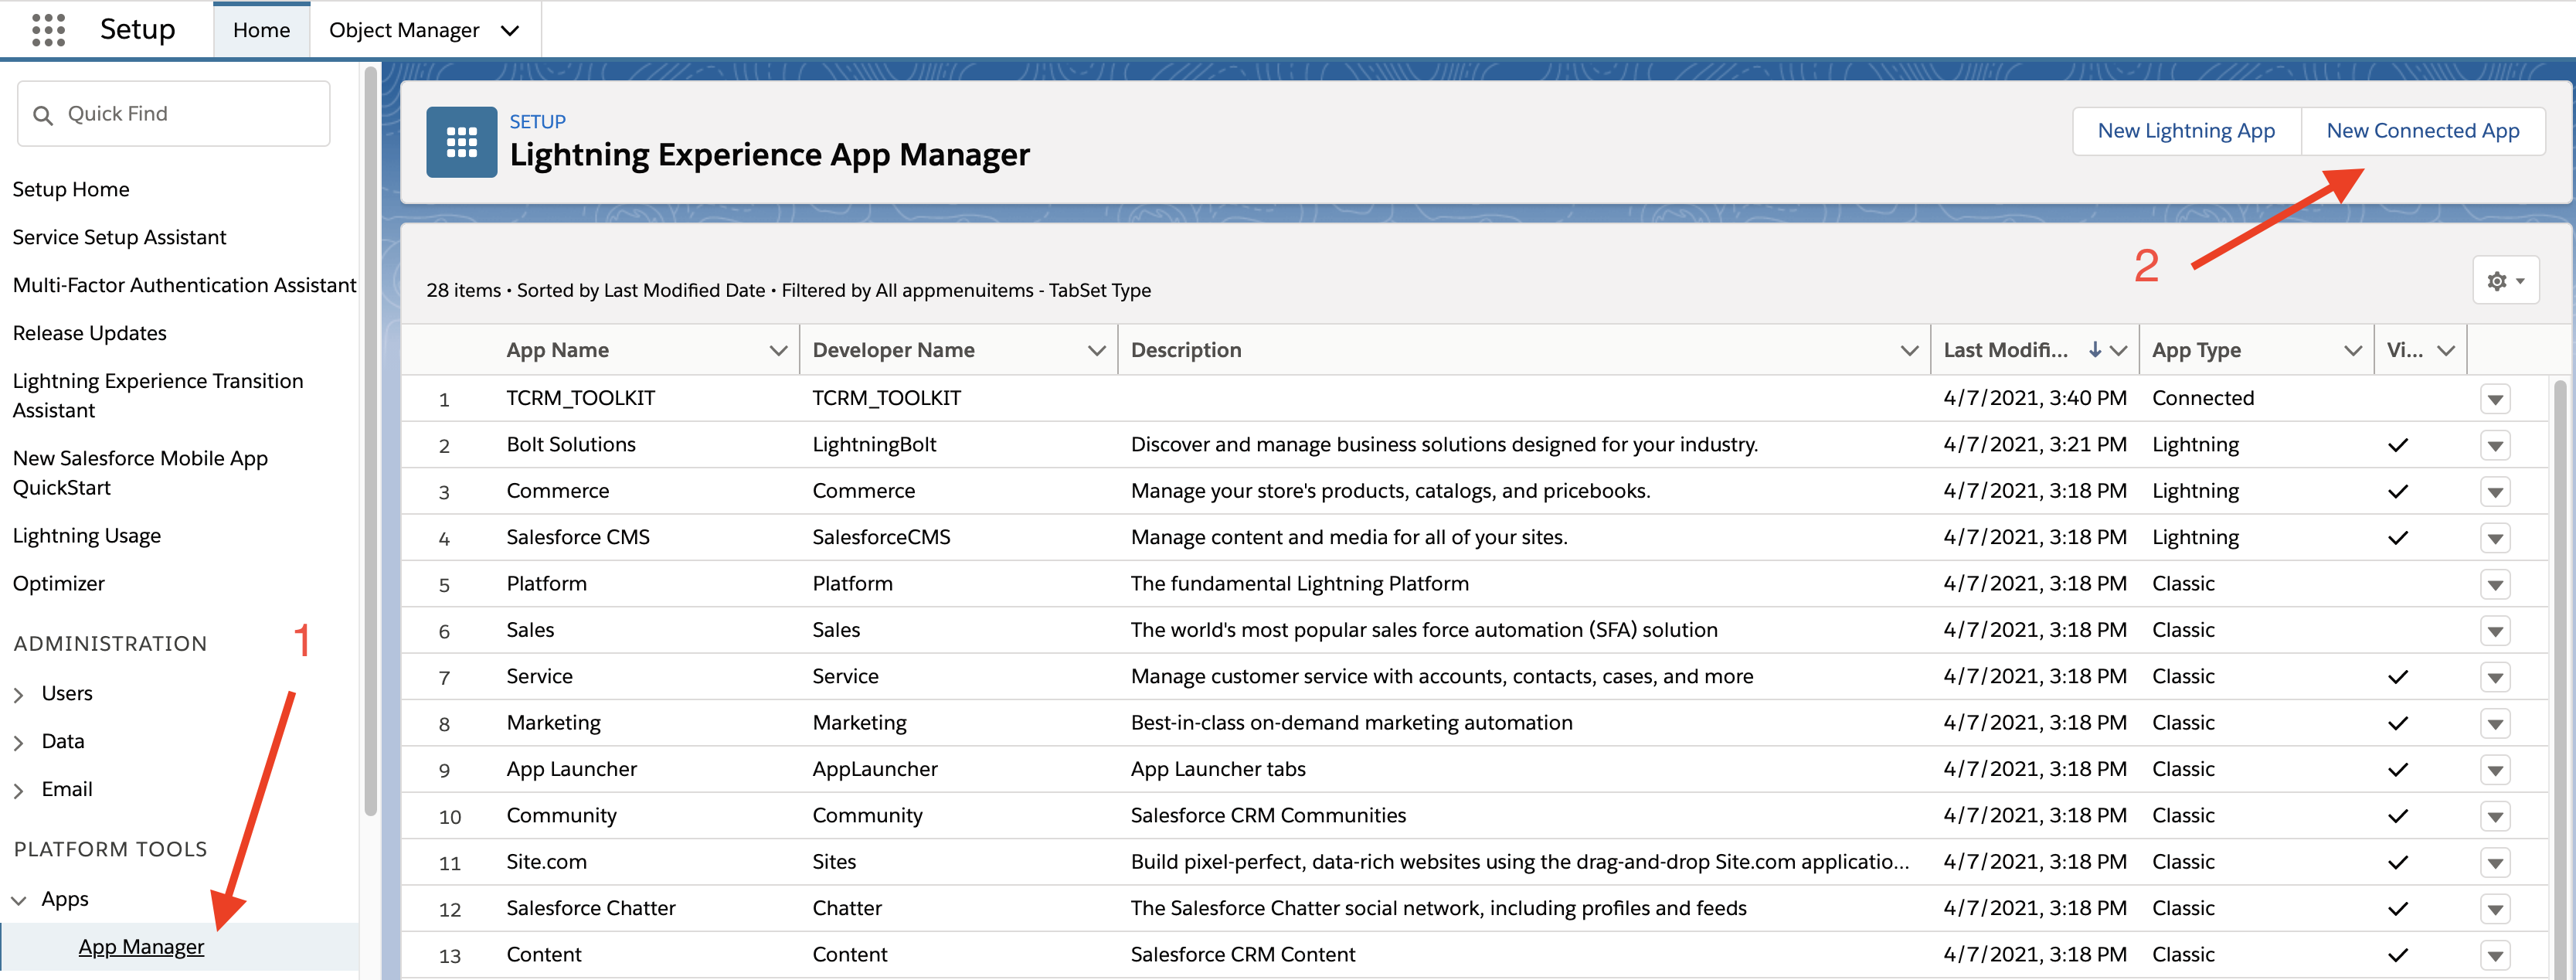 Setup
Home
Object Manager
Quick Find
Setup Home
Service Setup Assistant
Multi-Factor Authentication Assistant
Release Updates
Lightning Experience Transition
Assistant
New Salesforce Mobile App
QuickStart
Lightning Usage
Optimizer
ADMINISTRATION
1
Users
Data
Email
PLATFORM TOOLS
Apps
App Manager
SETUP
Lightning Experience App Manager
New Lightning App
New Connected App
2
28 items • Sorted by Last Modified Date • Filtered by All appmenuitems - TabSet Type
App Name Developer Name Description Last Modifi... App Type Vi...
1 TCRM_TOOLKIT TCRM_TOOLKIT 4/7/2021, 3:40 PM Connected
2 Bolt Solutions LightningBolt Discover and manage business solutions designed for your industry. 4/7/2021, 3:21 PM Lightning
3 Commerce Commerce Manage your store's products, catalogs, and pricebooks. 4/7/2021, 3:18 PM Lightning
4 Salesforce CMS SalesforceCMS Manage content and media for all of your sites. 4/7/2021, 3:18 PM Lightning
5 Platform Platform The fundamental Lightning Platform 4/7/2021, 3:18 PM Classic
6 Sales Sales The world's most popular sales force automation (SFA) solution 4/7/2021, 3:18 PM Classic
7 Service Service Manage customer service with accounts, contacts, cases, and more 4/7/2021, 3:18 PM Classic
8 Marketing Marketing Best-in-class on-demand marketing automation 4/7/2021, 3:18 PM Classic
9 App Launcher AppLauncher App Launcher tabs 4/7/2021, 3:18 PM Classic
10 Community Community Salesforce CRM Communities 4/7/2021, 3:18 PM Classic
11 Site.com Sites Build pixel-perfect, data-rich websites using the drag-and-drop Site.com applicatio... 4/7/2021, 3:18 PM Classic
12 Salesforce Chatter Chatter The Salesforce Chatter social network, including profiles and feeds 4/7/2021, 3:18 PM Classic
13 Content Content Salesforce CRM Content 4/7/2021, 3:18 PM Classic